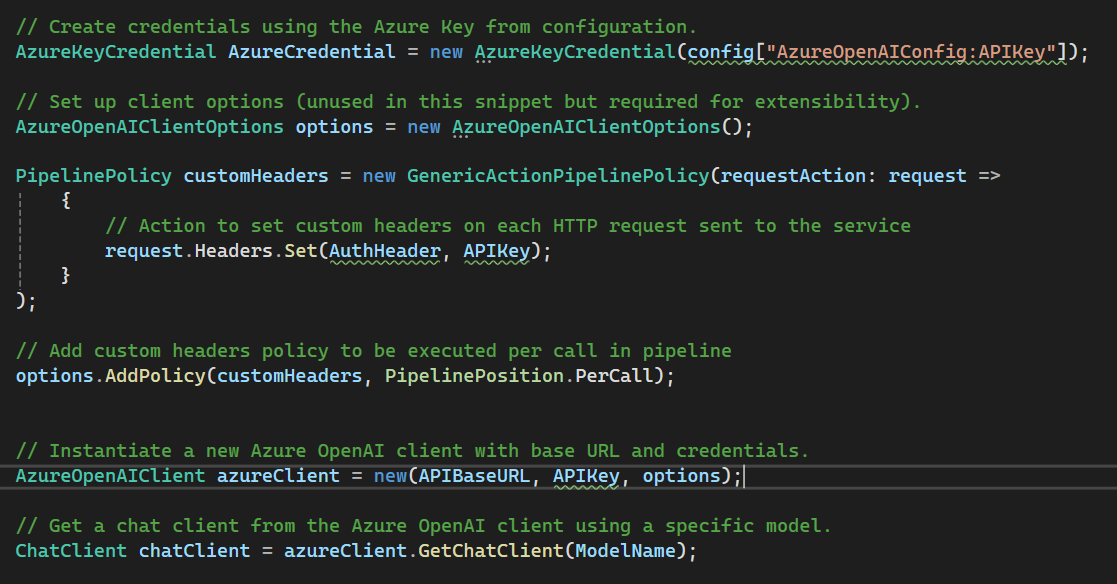 // Create credentials using the Azure Key from configuration.
AzureKeyCredential AzureCredential = new AzureKeyCredential(config["AzureOpenAIConfig:APIKey"]);
// Set up client options (unused in this snippet but required for extensibility).
AzureOpenAIClientOptions options = new AzureOpenAIClientOptions();
PipelinePolicy customHeaders = new GenericActionPipelinePolicy(requestAction: request =>
{
// Action to set custom headers on each HTTP request sent to the service
request.Headers.Set(AuthHeader, APIKey);
}
);
// Add custom headers policy to be executed per call in pipeline
options.AddPolicy(customHeaders, PipelinePosition.PerCall);
// Instantiate a new Azure OpenAI client with base URL and credentials.
AzureOpenAIClient azureClient = new(APIBaseURL, APIKey, options);
// Get a chat client from the Azure OpenAI client using a specific model.
ChatClient chatClient = azureClient.GetChatClient(ModelName);